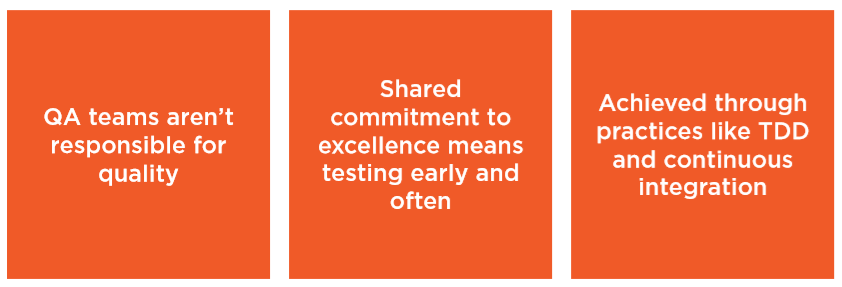 QA teams aren’t
responsible for
quality
Shared
commitment to
excellence means
testing early and
often
Achieved through
practices like TDD
and continuous
integration